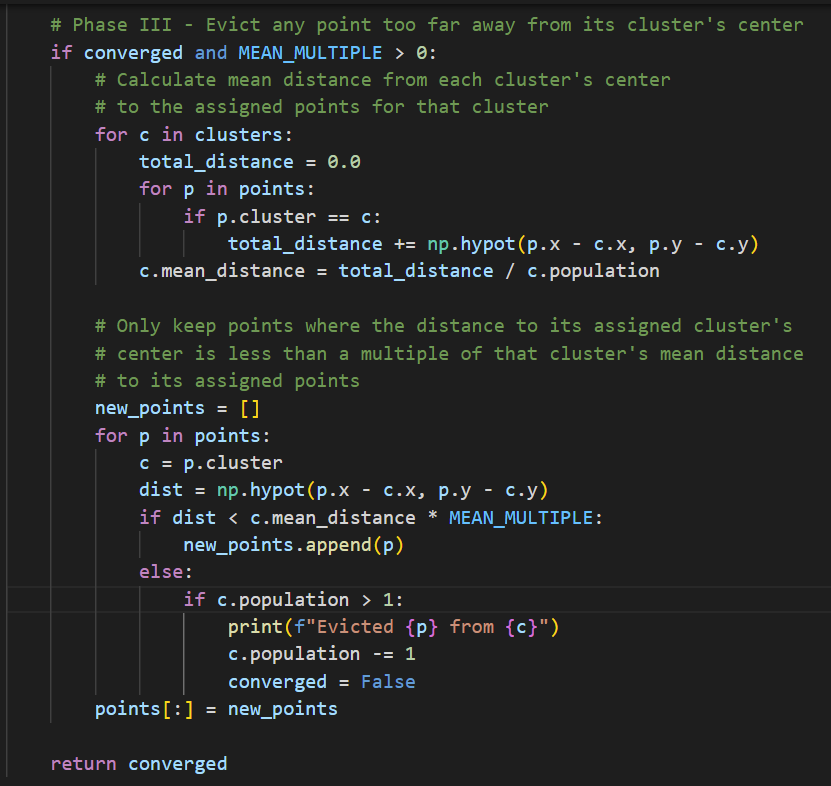 # Phase III - Evict any point too far away from its cluster's center
if converged and MEAN_MULTIPLE > 0:
# Calculate mean distance from each cluster's center
# to the assigned points for that cluster
for c in clusters:
total_distance = 0.0
for p in points:
if p.cluster == c:
total_distance += np.hypot(p.x - c.x, p.y - c.y)
c.mean_distance = total_distance / c.population
# Only keep points where the distance to its assigned cluster's
# center is less than a multiple of that cluster's mean distance
# to its assigned points
new_points = []
for p in points:
c = p.cluster
dist = np.hypot(p.x - c.x, p.y - c.y)
if dist < c.mean_distance * MEAN_MULTIPLE:
new_points.append(p)
else:
if c.population > 1:
print(f"Evicted {p} from {c}")
c.population -= 1
converged = False
points[:] = new_points
return converged